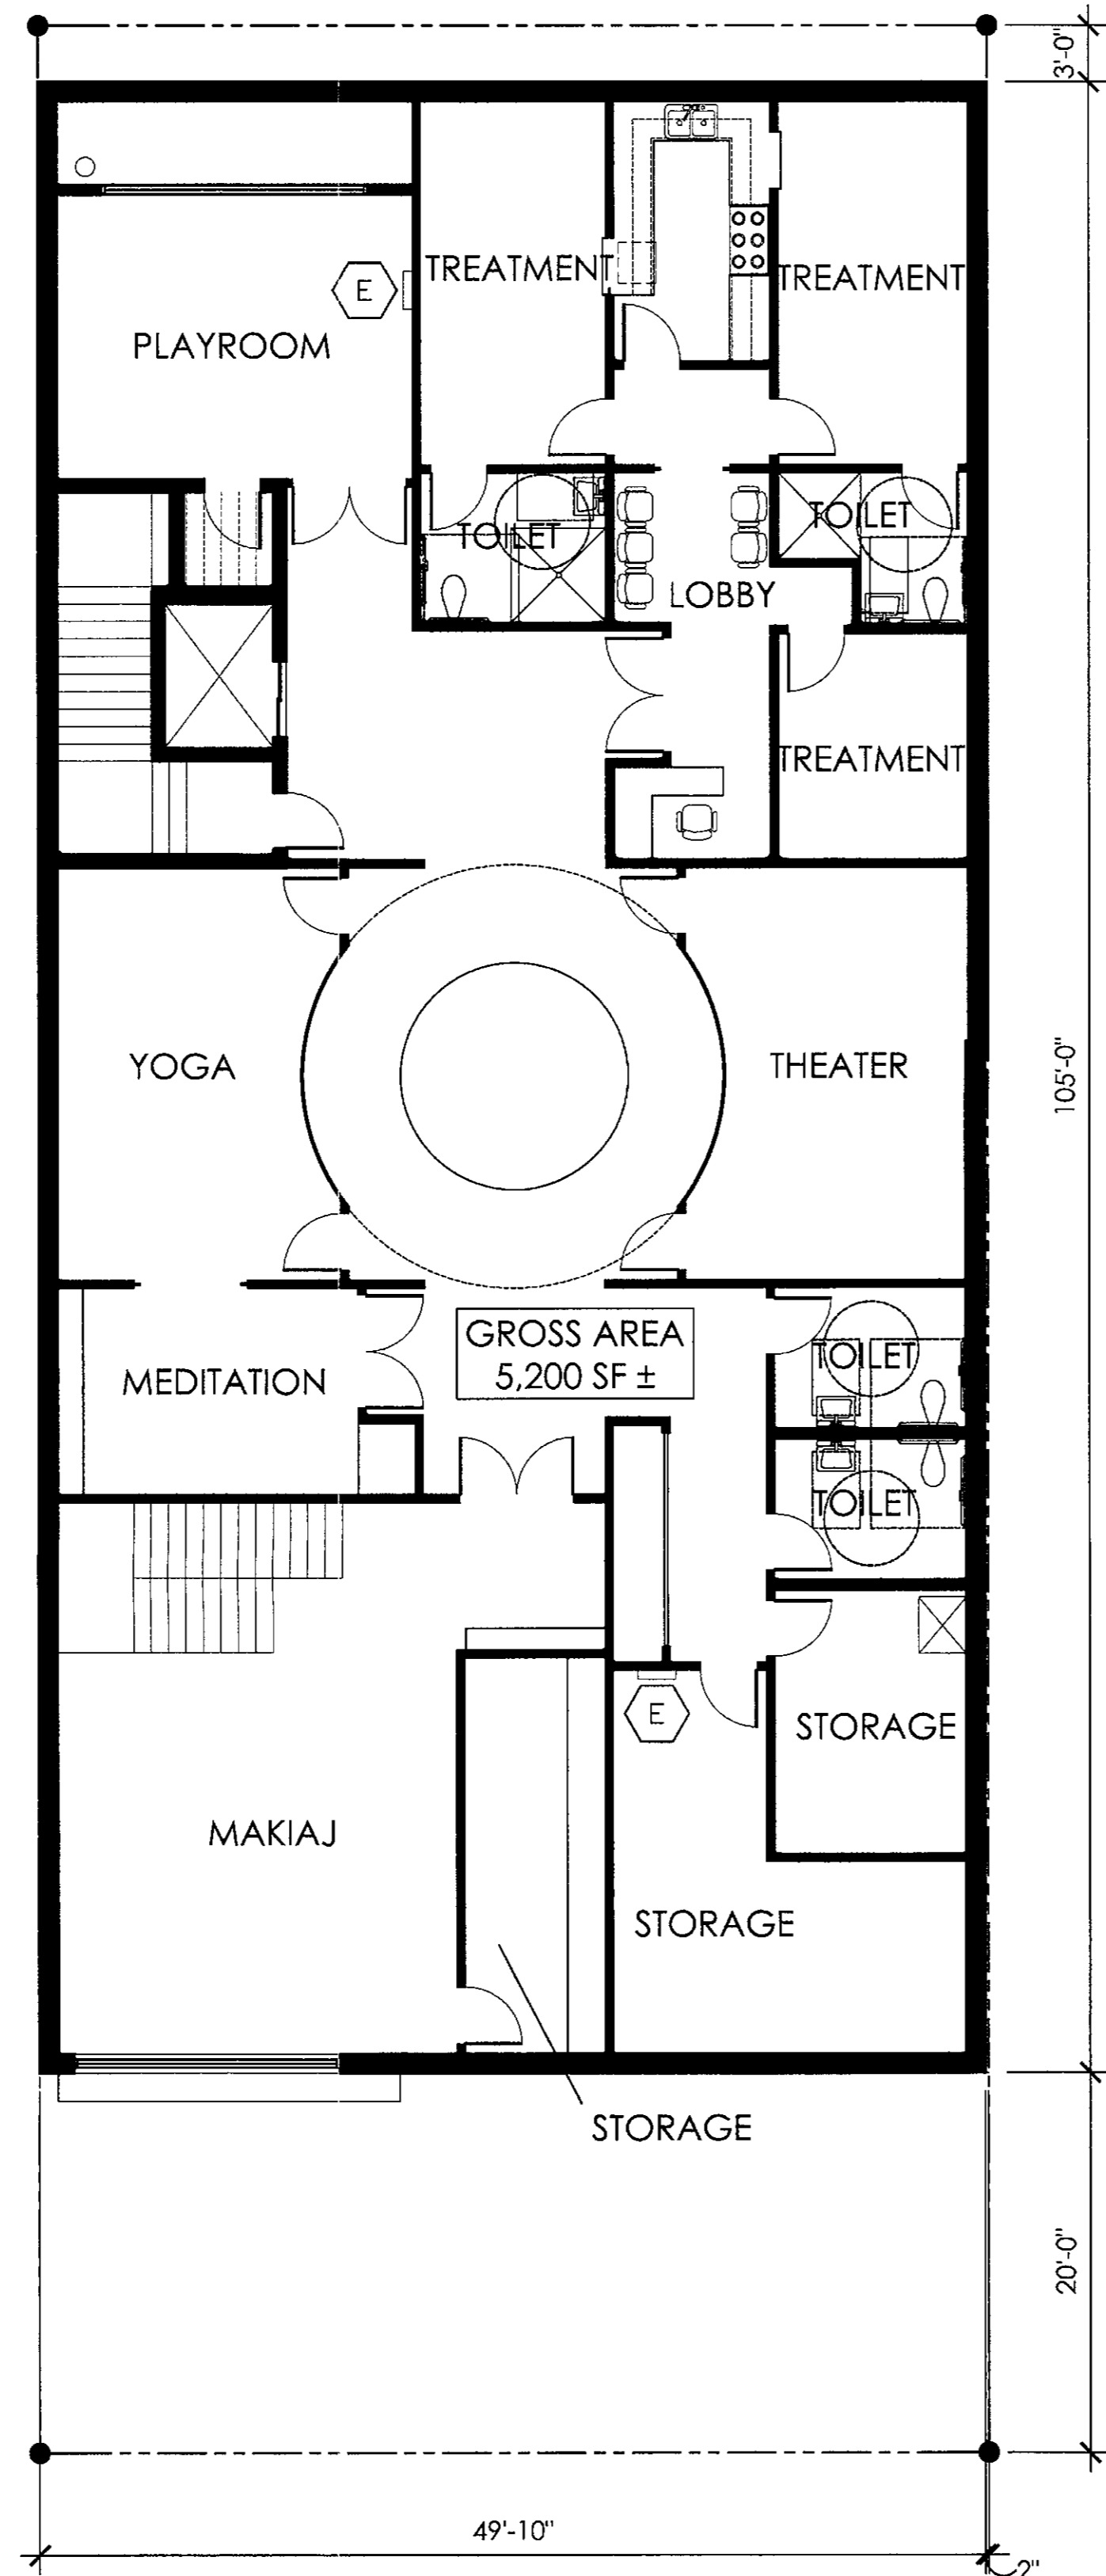 3'-0"
TREATMENT
TREATMENT
E
PLAYROOM
TOILET
TOILET
LOBBY
TREATMENT
YOGA
THEATER
105'-0"
GROSS AREA
5,200 SF ±
TOILET
MEDITATION
TOILET
E
STORAGE
MAKIAJ
STORAGE
STORAGE
20'-0"
49'-10"
2"